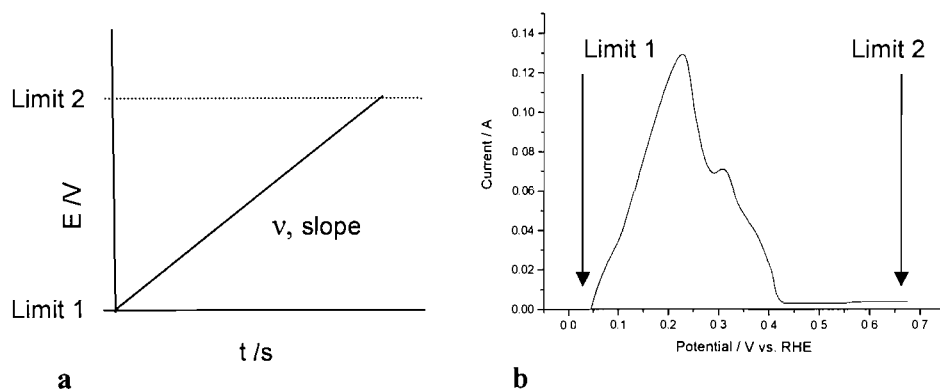 Limit 2
E /V
ν, slope
Limit 1
t /s
a
0.14
0.12
0.10
0.08
0.06
0.04
0.02
0.00
Current / A
Limit 1
Limit 2
0 0
0 1
0 2
0 3
0 4
0 5
0 6
0 7
Potential / V vs. RHE
b